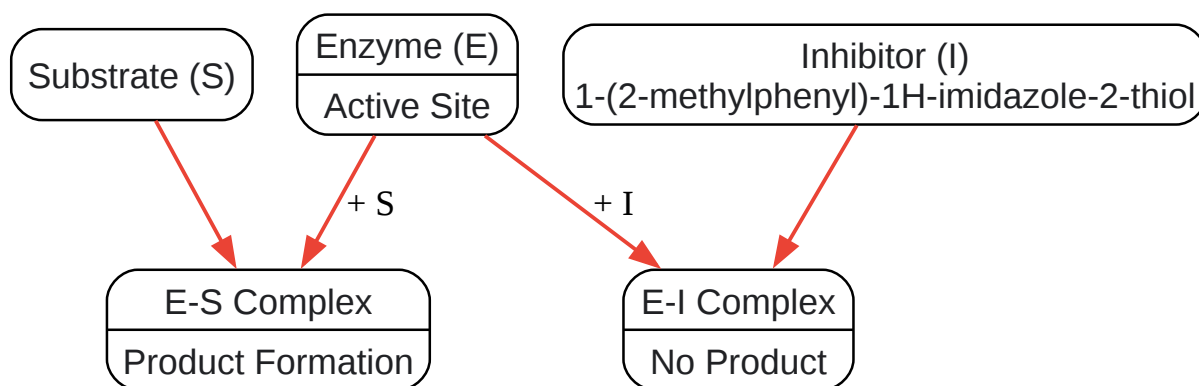 Substrate (S)
Enzyme (E)
Active Site
Inhibitor (I)
1-(2-methylphenyl)-1H-imidazole-2-thiol
+ S
+ I
E-S Complex
Product Formation
E-I Complex
No Product